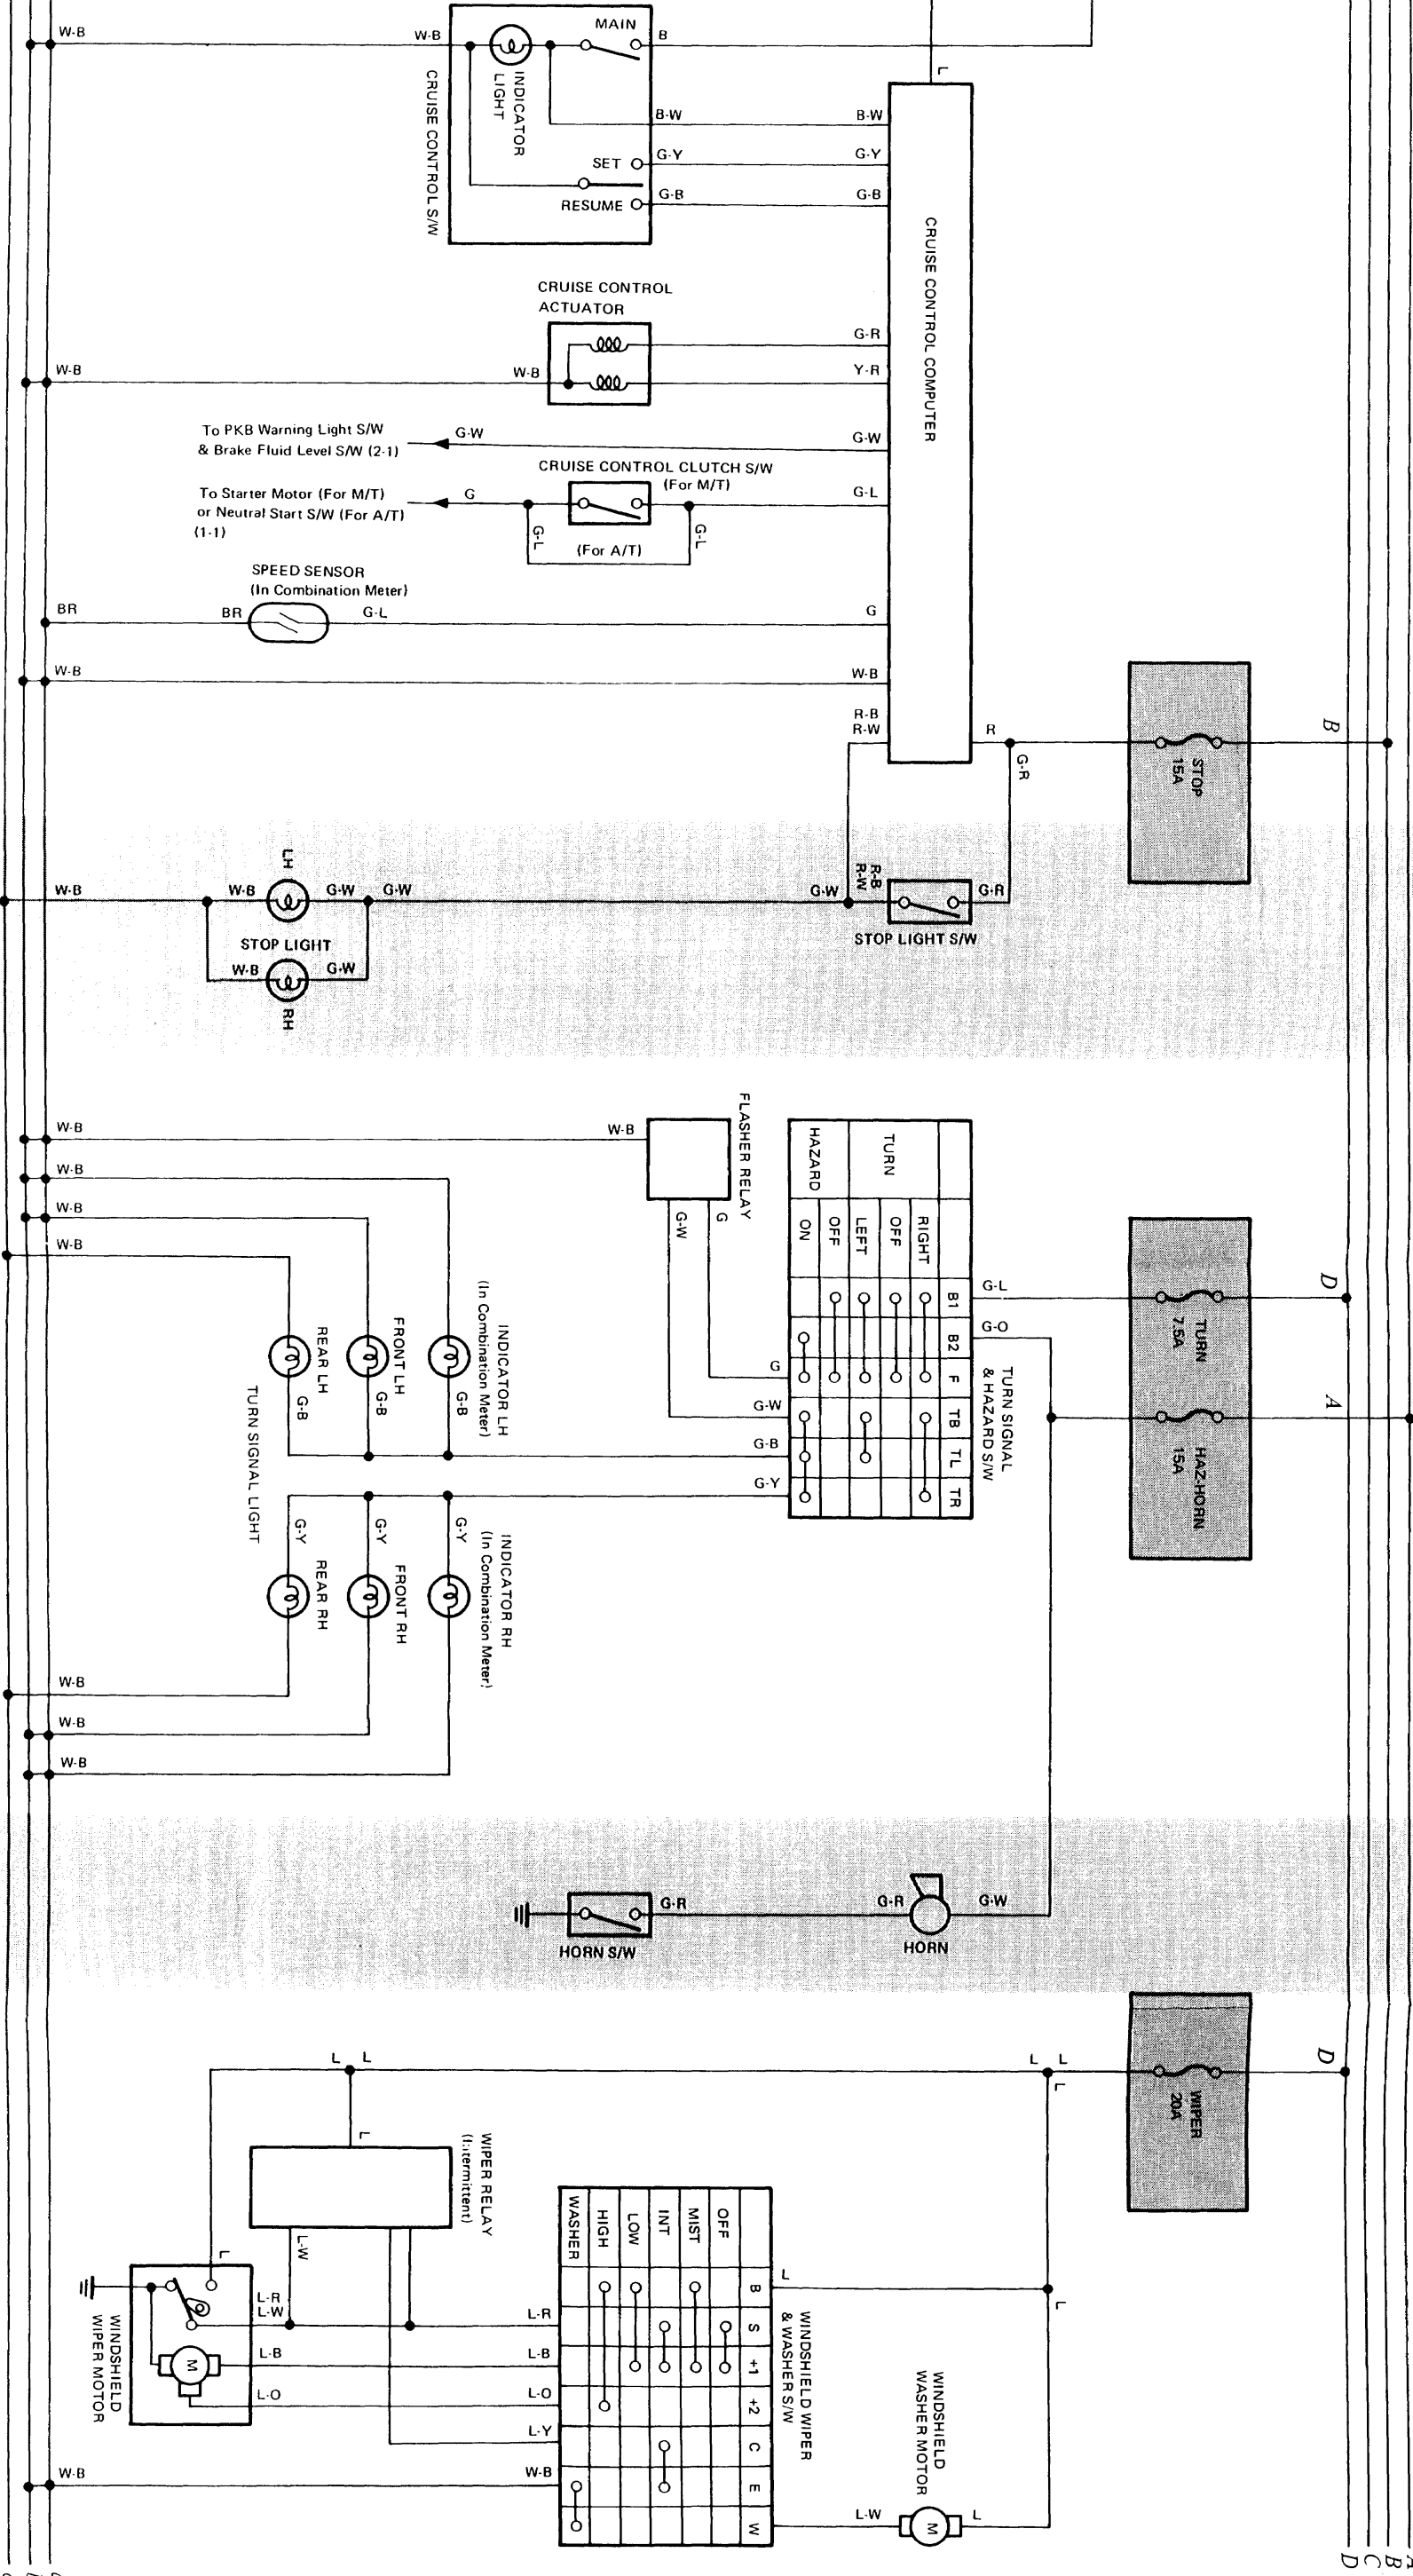 W-B
W-B
MAIN
B
L
INDICATOR
LIGHT
CRUISE CONTROL S/W
B-W
B-W
SET
G-Y
G-Y
RESUME
G-B
G-B
CRUISE CONTROL COMPUTER
CRUISE CONTROL
ACTUATOR
G-R
W-B
W-B
Y-R
To PKB Warning Light S/W
& Brake Fluid Level S/W (2-1)
G-W
G-W
CRUISE CONTROL CLUTCH S/W
(For M/T)
To Starter Motor (For M/T)
or Neutral Start S/W (For A/T)
(1-1)
G
G-L
G-L
G-L
(For A/T)
SPEED SENSOR
(In Combination Meter)
BR
BR
G-L
G
W-B
W-B
R-B
R-W
R
G-R
STOP
15A
B
LH
W-B
W-B
G-W
G-W
G-W
R-B
R-W
G-R
STOP LIGHT S/W
STOP LIGHT
W-B
G-W
RH
FLASHER RELAY
W-B
W-B
W-B
W-B
W-B
G-W
G
HAZARD
TURN
ON
OFF
LEFT
OFF
RIGHT
B1
B2
F
TB
TL
TR
TURN SIGNAL
& HAZARD S/W
G-L
G-O
G
G-W
G-B
G-Y
TURN
7.5A
D
HAZ-HORN
15A
A
INDICATOR LH
(In Combination Meter)
FRONT LH
REAR LH
G-B
G-B
G-B
TURN SIGNAL LIGHT
G-Y
G-Y
G-Y
INDICATOR RH
(In Combination Meter)
FRONT RH
REAR RH
W-B
W-B
W-B
G-R
G-R
G-W
HORN S/W
HORN
WIPER
20A
D
L
L
L
L
L
L
WIPER RELAY
(Intermittent)
L-W
L
L-R
L-W
L-B
L-O
WINDSHIELD
WIPER MOTOR
M
WASHER
HIGH
LOW
INT
MIST
OFF
B
S
+1
+2
C
E
W
WINDSHIELD WIPER
& WASHER S/W
L
L
L-R
L-B
L-O
L-Y
W-B
W-B
WINDSHIELD
WASHER MOTOR
L-W
M
L
D
C
B